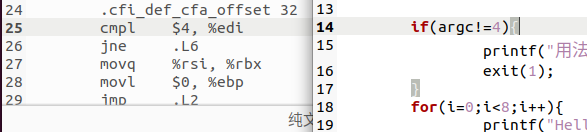 24 .cfi_def_cfa_offset 32
25 cmpl $4, %edi
26 jne .L6
27 movq %rsi, %rbx
28 movl $0, %ebp
29 jmp .L2
纯文
13
14 if(argc!=4){
15 printf("用法
16 exit(1);
17 }
18 for(i=0;i<8;i++){
19 printf("Hell